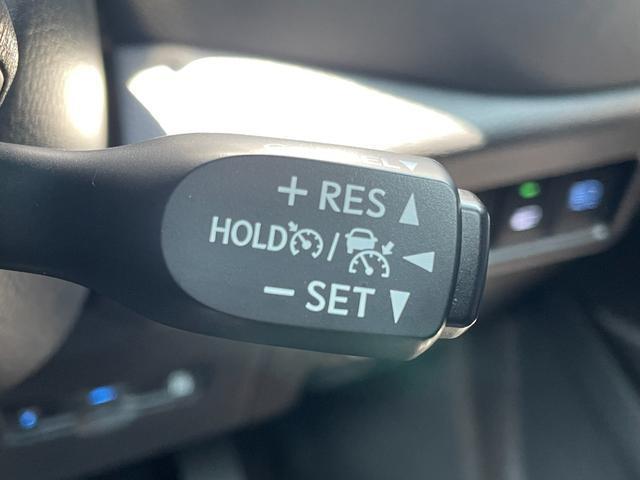 + RES
HOLD /
− SET